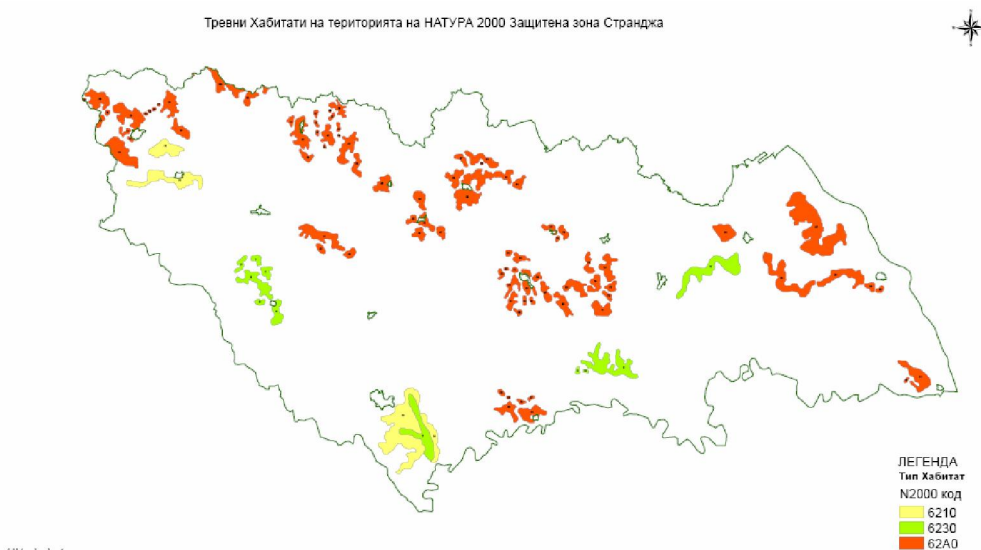 Тревни Хабитати на територията на НАТУРА 2000 Защитена зона Странджа
ЛЕГЕНДА
Тип Хабитат
N2000 код
6210
6230
62A0